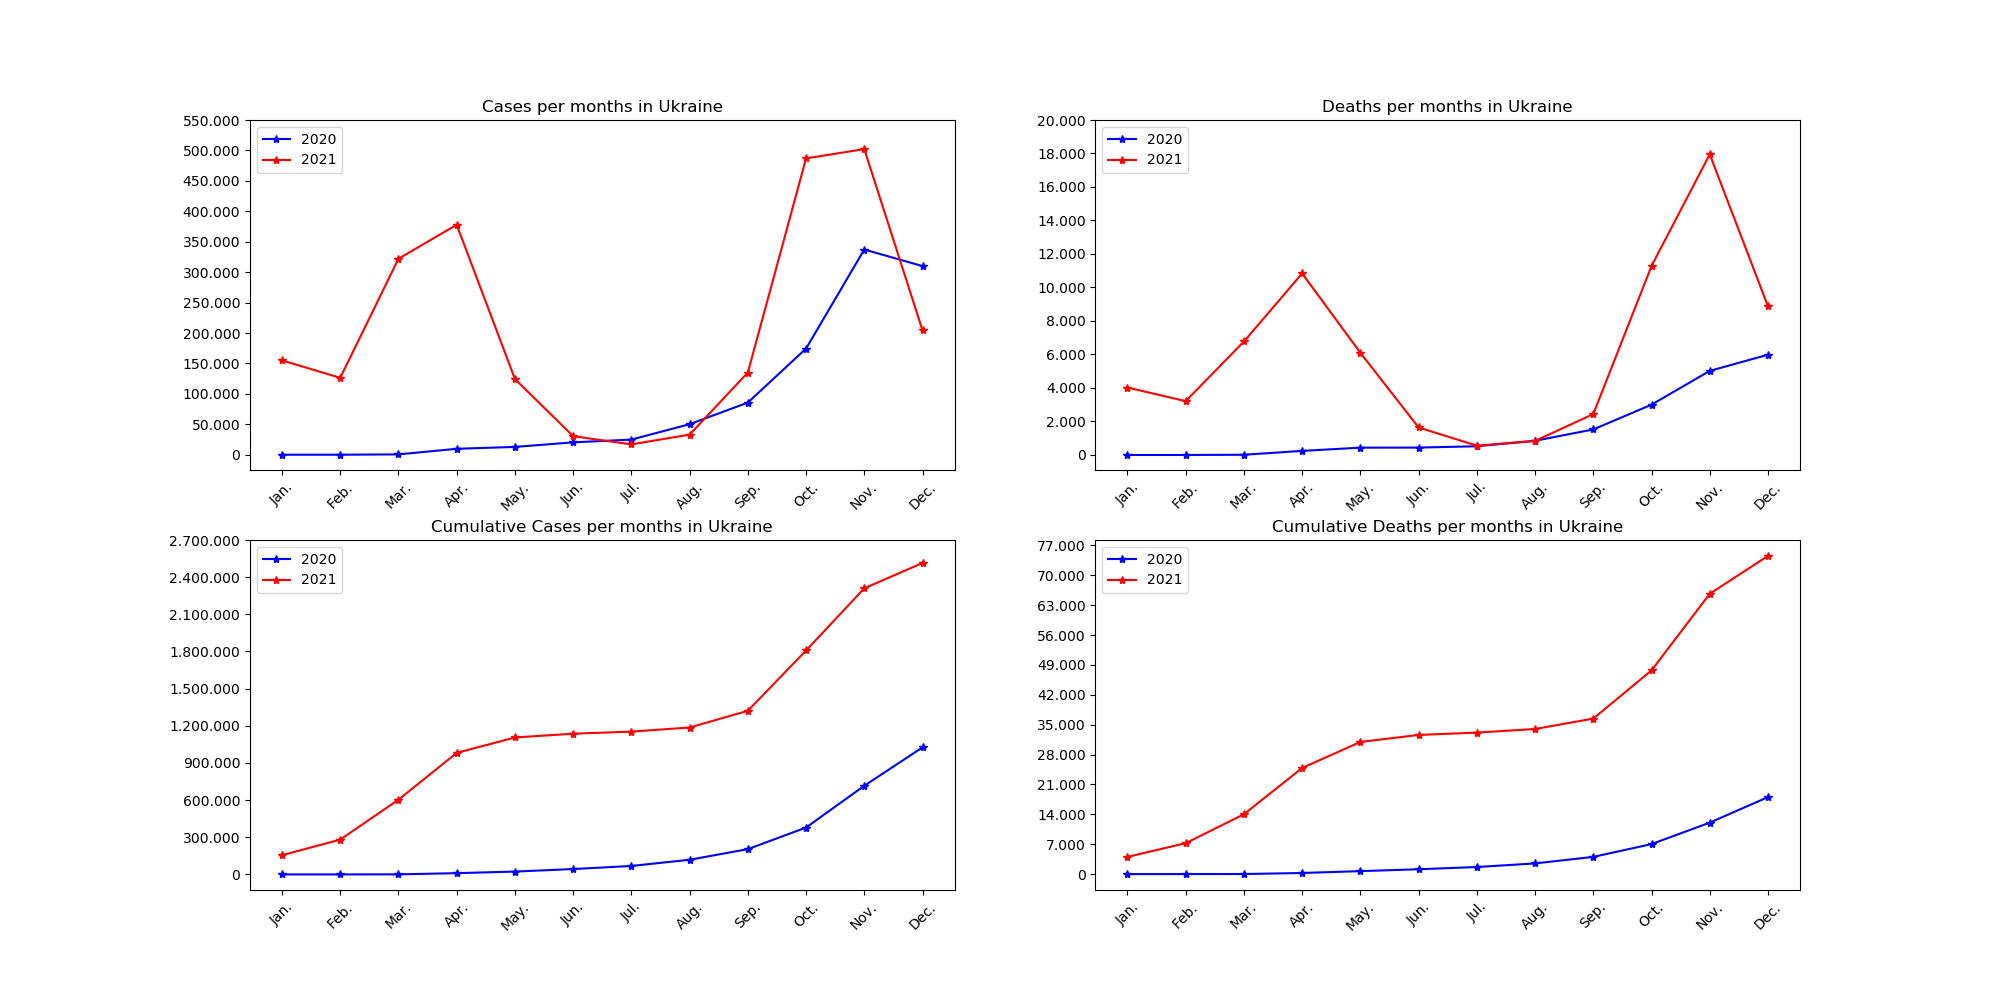 Cases per months in Ukraine
550.000
500.000
450.000
400.000
350.000
300.000
250.000
200.000
150.000
100.000
50.000
0
2020
2021
Jan.
Feb.
Mar.
Apr.
May.
Jun.
Jul.
Aug.
Sep.
Oct.
Nov.
Dec.
Deaths per months in Ukraine
20.000
18.000
16.000
14.000
12.000
10.000
8.000
6.000
4.000
2.000
0
2020
2021
Jan.
Feb.
Mar.
Apr.
May.
Jun.
Jul.
Aug.
Sep.
Oct.
Nov.
Dec.
Cumulative Cases per months in Ukraine
2.700.000
2.400.000
2.100.000
1.800.000
1.500.000
1.200.000
900.000
600.000
300.000
0
2020
2021
Jan.
Feb.
Mar.
Apr.
May.
Jun.
Jul.
Aug.
Sep.
Oct.
Nov.
Dec.
Cumulative Deaths per months in Ukraine
77.000
70.000
63.000
56.000
49.000
42.000
35.000
28.000
21.000
14.000
7.000
0
2020
2021
Jan.
Feb.
Mar.
Apr.
May.
Jun.
Jul.
Aug.
Sep.
Oct.
Nov.
Dec.